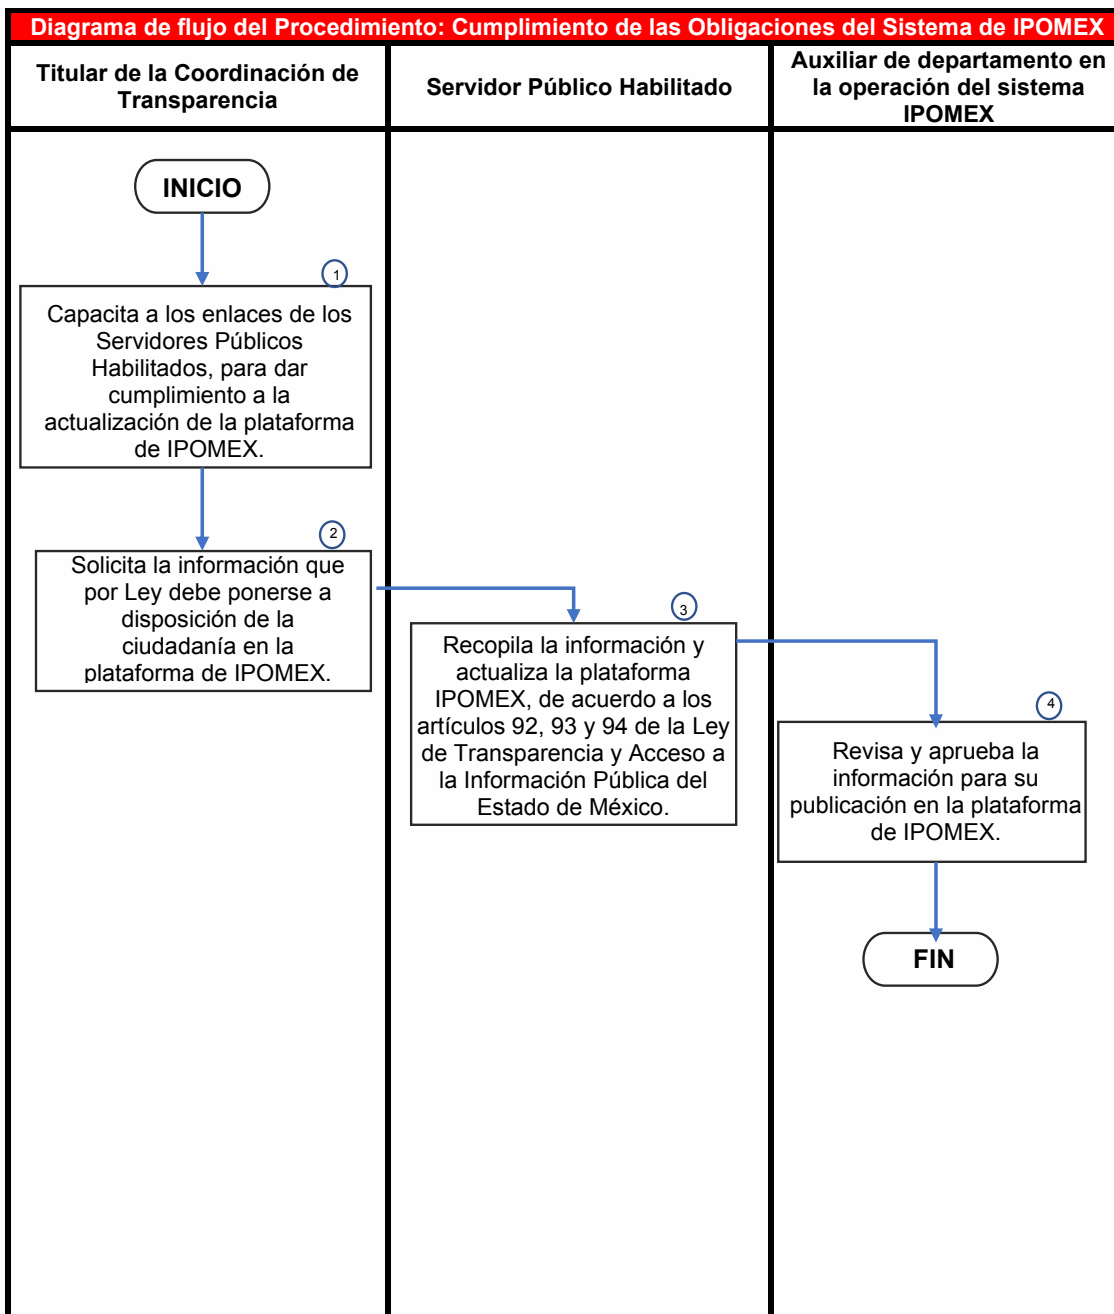 Diagrama de flujo del Procedimiento: Cumplimiento de las Obligaciones del Sistema de IPOMEX
Titular de la Coordinación de
Transparencia
Servidor Público Habilitado
Auxiliar de departamento en
la operación del sistema
IPOMEX
INICIO
1
Capacita a los enlaces de los
Servidores Públicos
Habilitados, para dar
cumplimiento a la
actualización de la plataforma
de IPOMEX.
2
Solicita la información que
por Ley debe ponerse a
disposición de la
ciudadanía en la
plataforma de IPOMEX.
3
Recopila la información y
actualiza la plataforma
IPOMEX, de acuerdo a los
artículos 92, 93 y 94 de la Ley
de Transparencia y Acceso a
la Información Pública del
Estado de México.
4
Revisa y aprueba la
información para su
publicación en la plataforma
de IPOMEX.
FIN